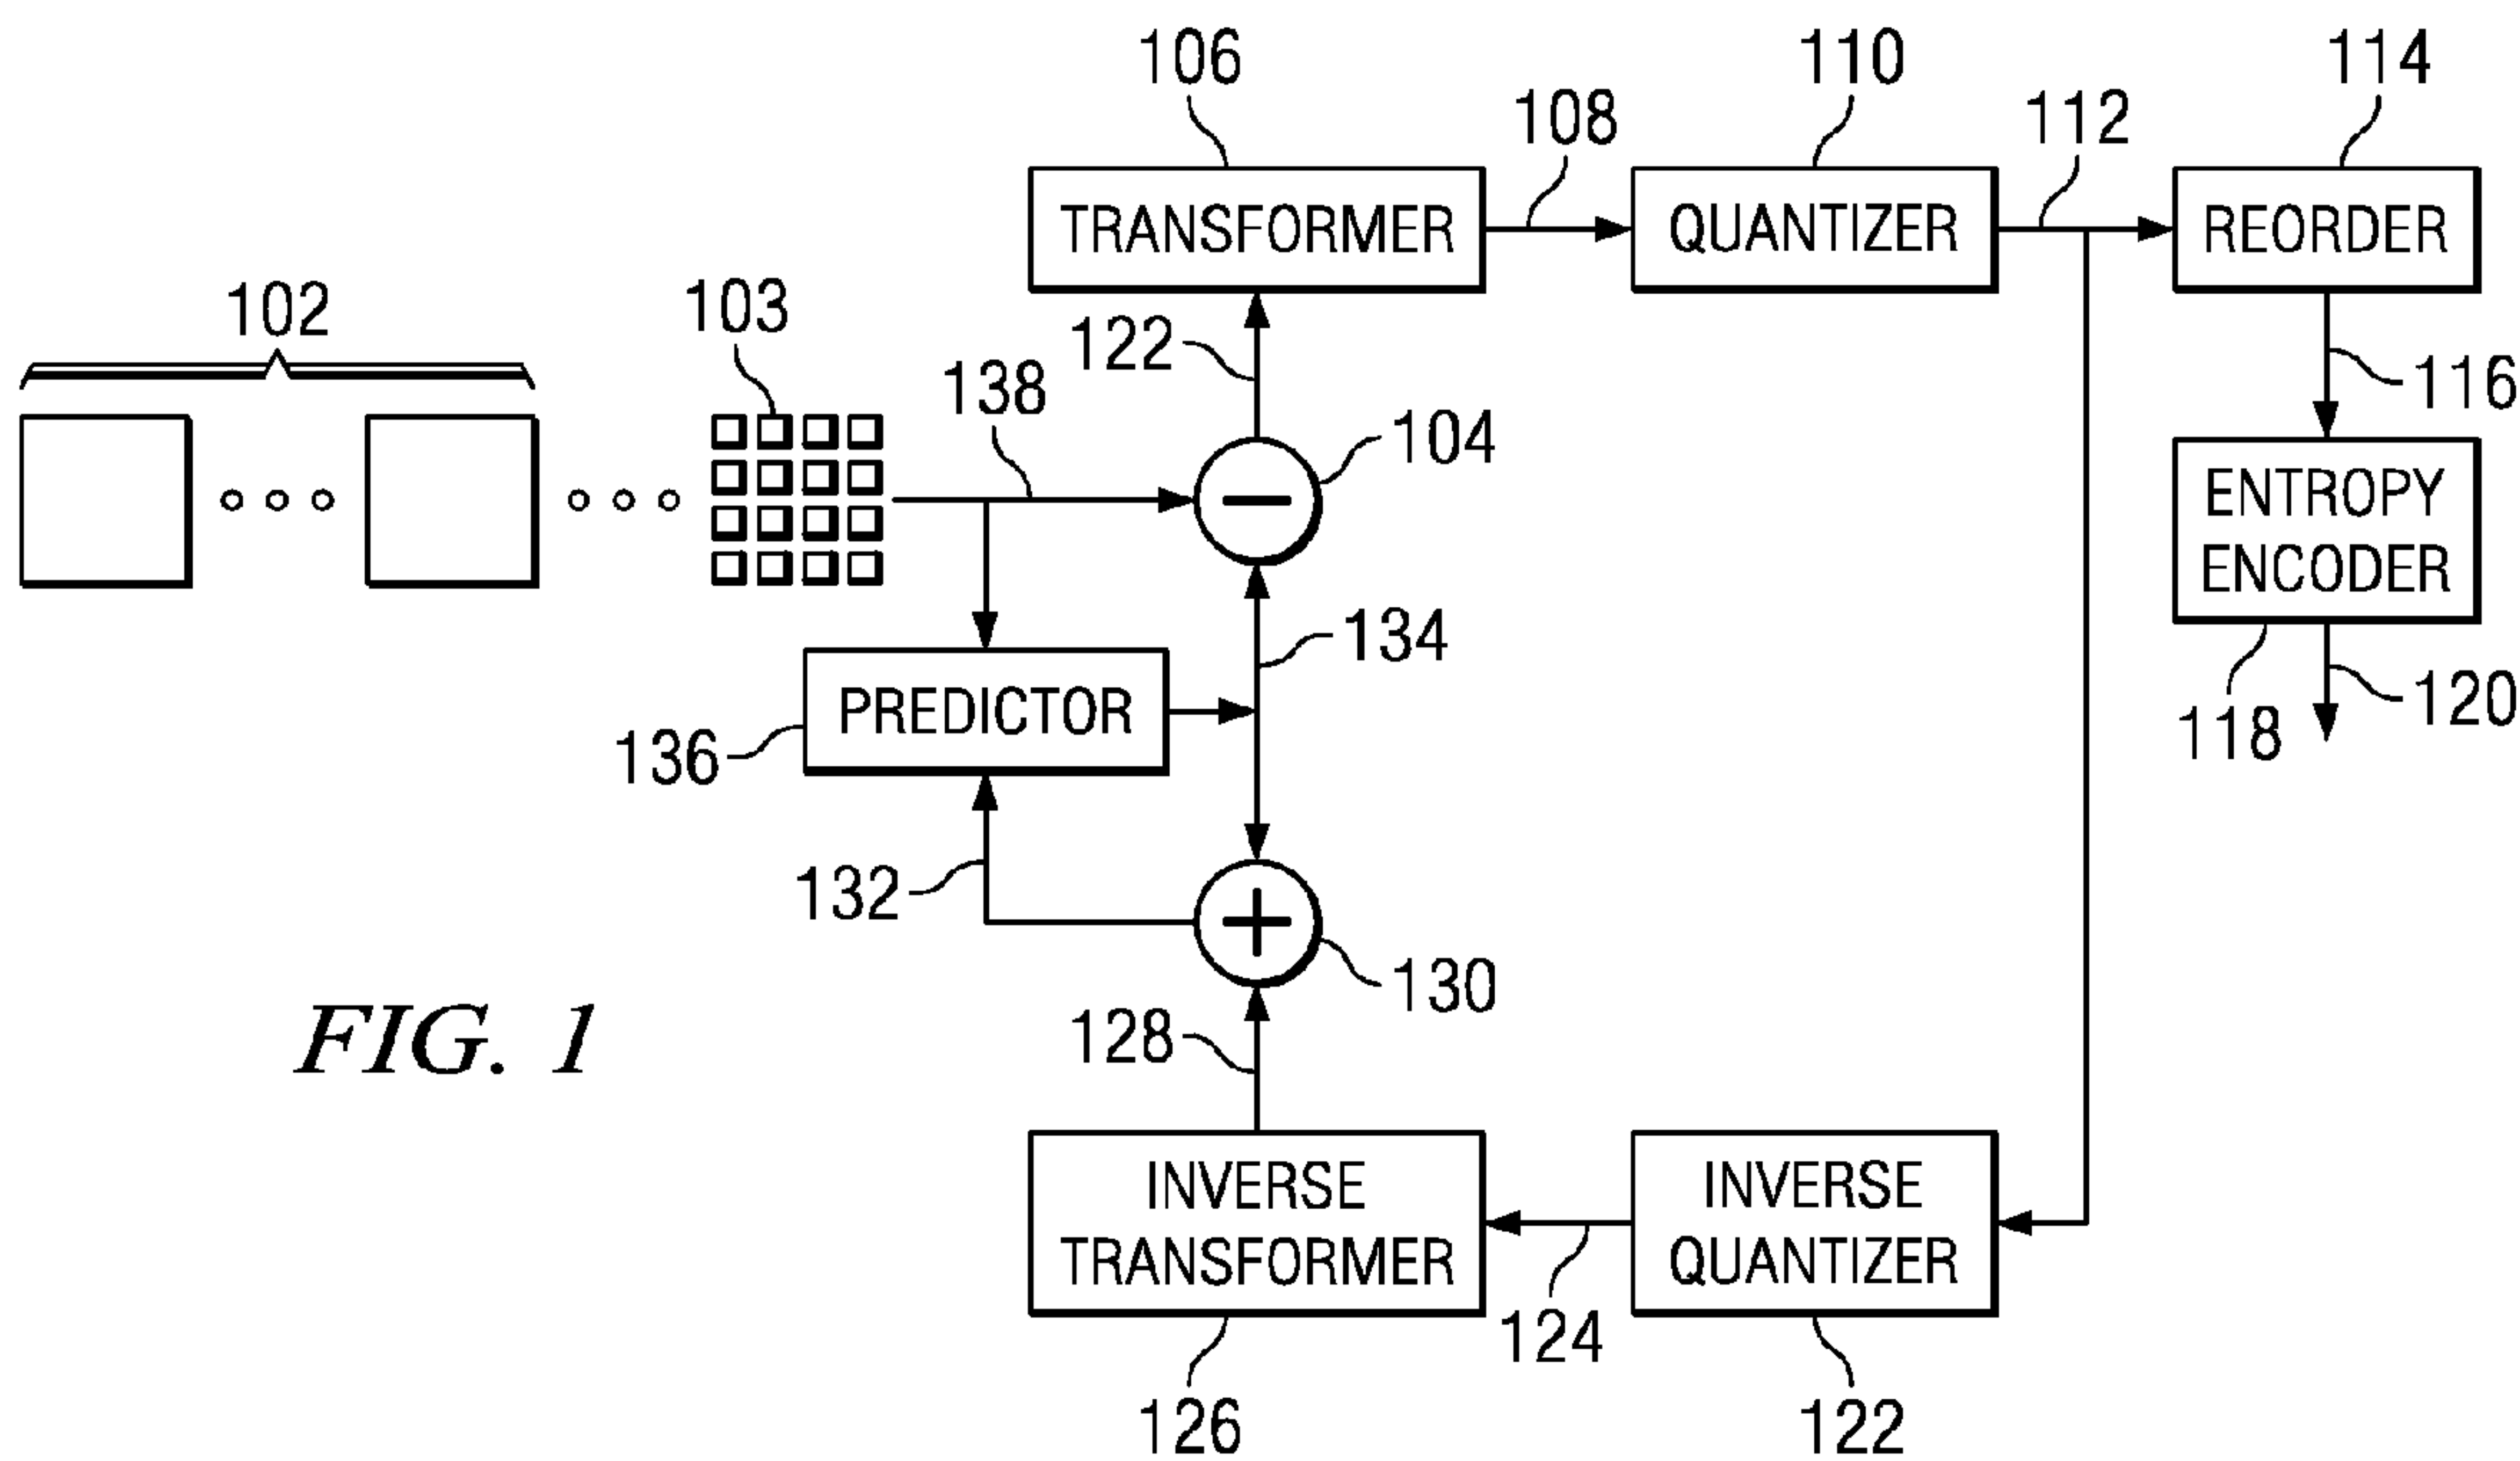 106
110
114
108
112
TRANSFORMER
QUANTIZER
REORDER
102
103
122
138
116
104
ENTROPY
ENCODER
134
PREDICTOR
136
118
120
132
130
FIG. 1
128
INVERSE
TRANSFORMER
INVERSE
QUANTIZER
124
126
122